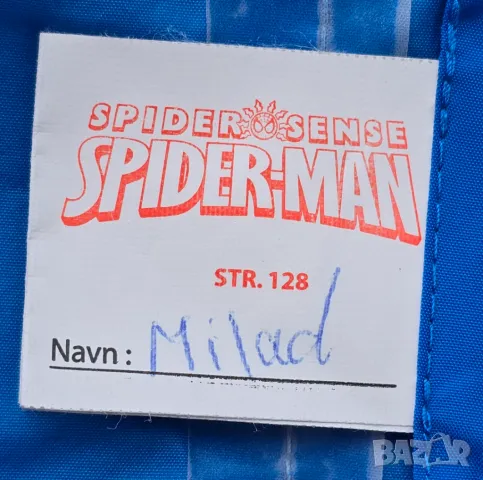 SPIDER SENSE
SPIDER-MAN
STR. 128
Navn : Milad
BAZAR